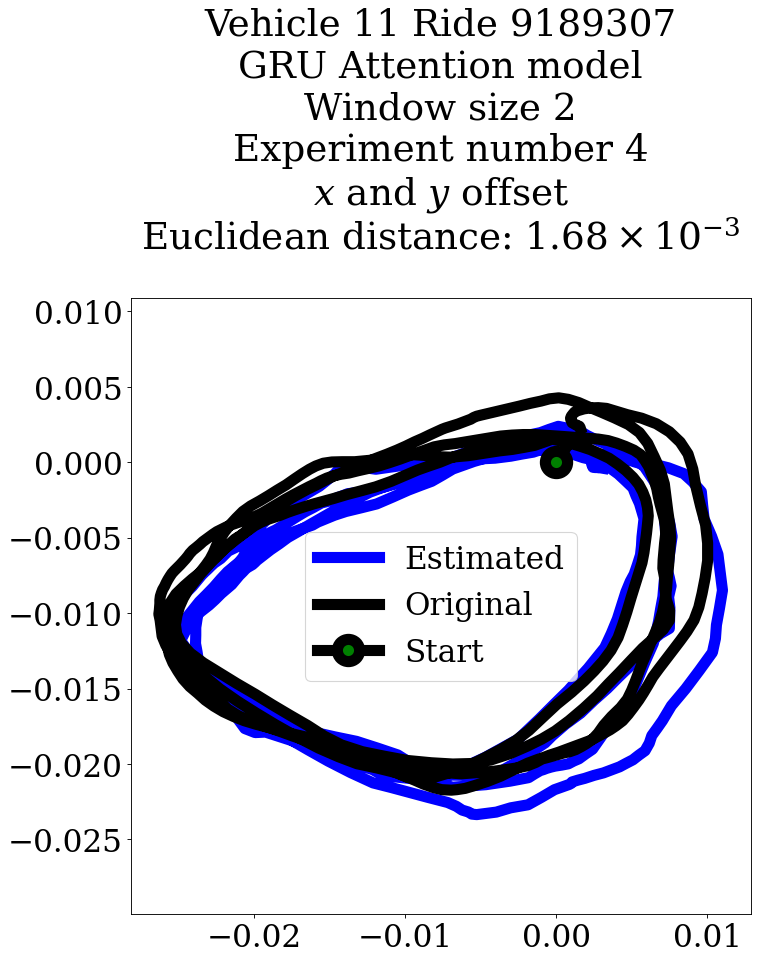 Vehicle 11 Ride 9189307
GRU Attention model
Window size 2
Experiment number 4
x and y offset
Euclidean distance: 1.68 × 10⁻³
0.010
0.005
0.000
−0.005
−0.010
−0.015
−0.020
−0.025
Estimated
Original
Start
−0.02 −0.01 0.00 0.01